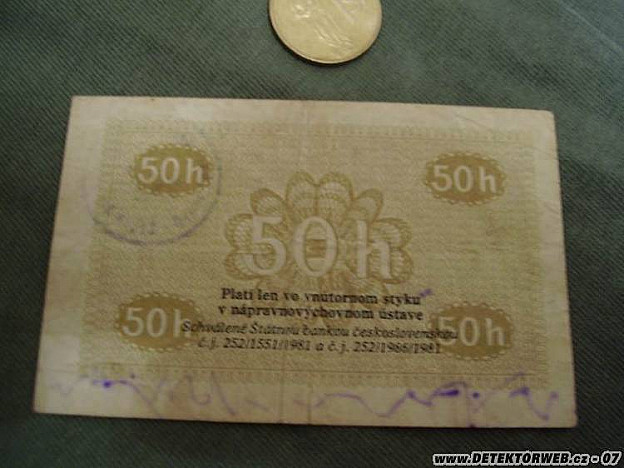 50 h 50 h
50 h
Platí len vo vnútornom styku
v nápravnovýchovnom ústave
50 h 50 h
Schválené Štátnou bankou československou
č.j. 252/1551/1981 a č.j. 252/1966/1981
www.DETEKTORWEB.cz - 07